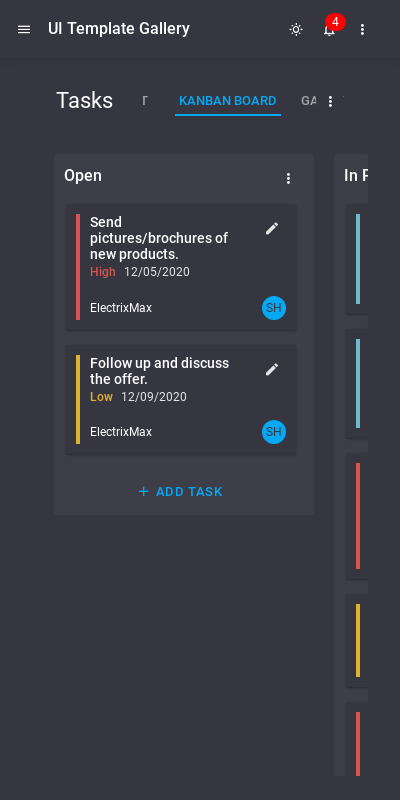 UI Template Gallery
4
Tasks
KANBAN BOARD
Open
Send
pictures/brochures of
new products.
High 12/05/2020
ElectrixMax
SH
Follow up and discuss
the offer.
Low 12/09/2020
ElectrixMax
SH
+ ADD TASK
In